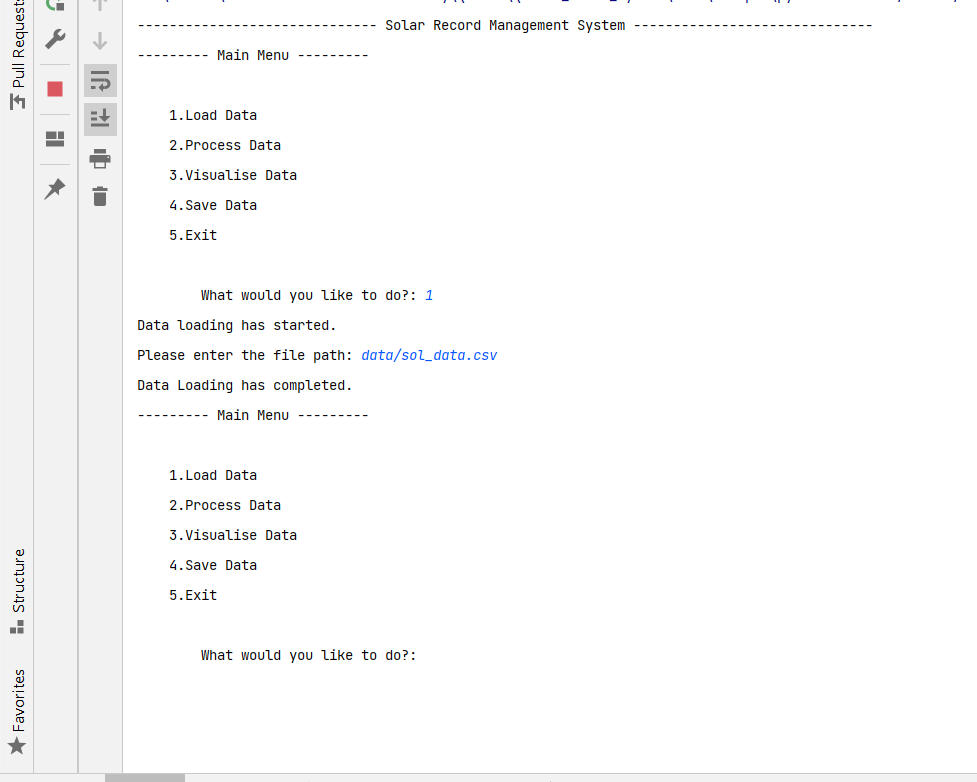 ---------------------------- Solar Record Management System ----------------------------
--------- Main Menu ---------
1.Load Data
2.Process Data
3.Visualise Data
4.Save Data
5.Exit
What would you like to do?: 1
Data loading has started.
Please enter the file path: data/sol_data.csv
Data Loading has completed.
--------- Main Menu ---------
1.Load Data
2.Process Data
3.Visualise Data
4.Save Data
5.Exit
What would you like to do?:
Pull Requests
Structure
Favorites